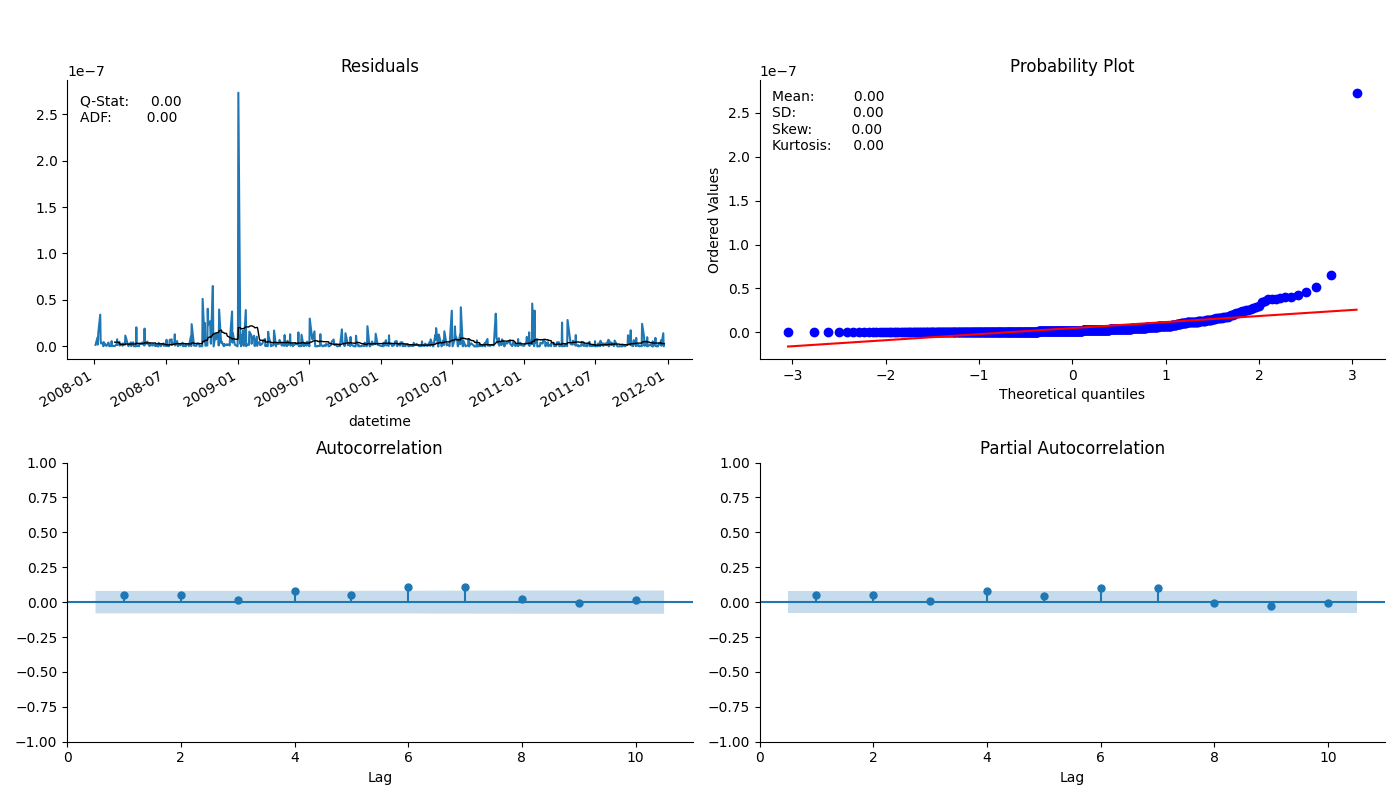 Residuals
1e−7
Q-Stat: 0.00
ADF: 0.00
2.5
2.0
1.5
1.0
0.5
0.0
2008-01 2008-07 2009-01 2009-07 2010-01 2010-07 2011-01 2011-07 2012-01
datetime
Probability Plot
1e−7
Mean: 0.00
SD: 0.00
Skew: 0.00
Kurtosis: 0.00
Ordered Values
2.5
2.0
1.5
1.0
0.5
0.0
−3 −2 −1 0 1 2 3
Theoretical quantiles
Autocorrelation
1.00
0.75
0.50
0.25
0.00
−0.25
−0.50
−0.75
−1.00
0 2 4 6 8 10
Lag
Partial Autocorrelation
1.00
0.75
0.50
0.25
0.00
−0.25
−0.50
−0.75
−1.00
0 2 4 6 8 10
Lag